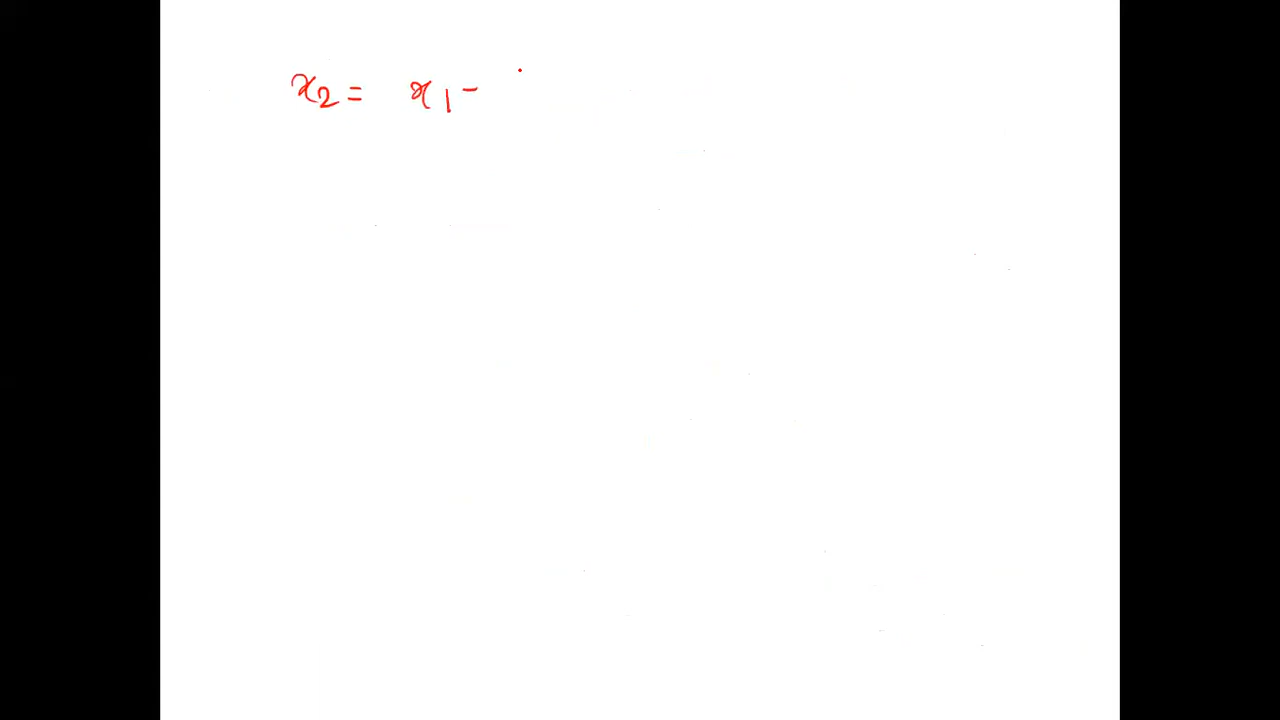 x₂ = x₁ -